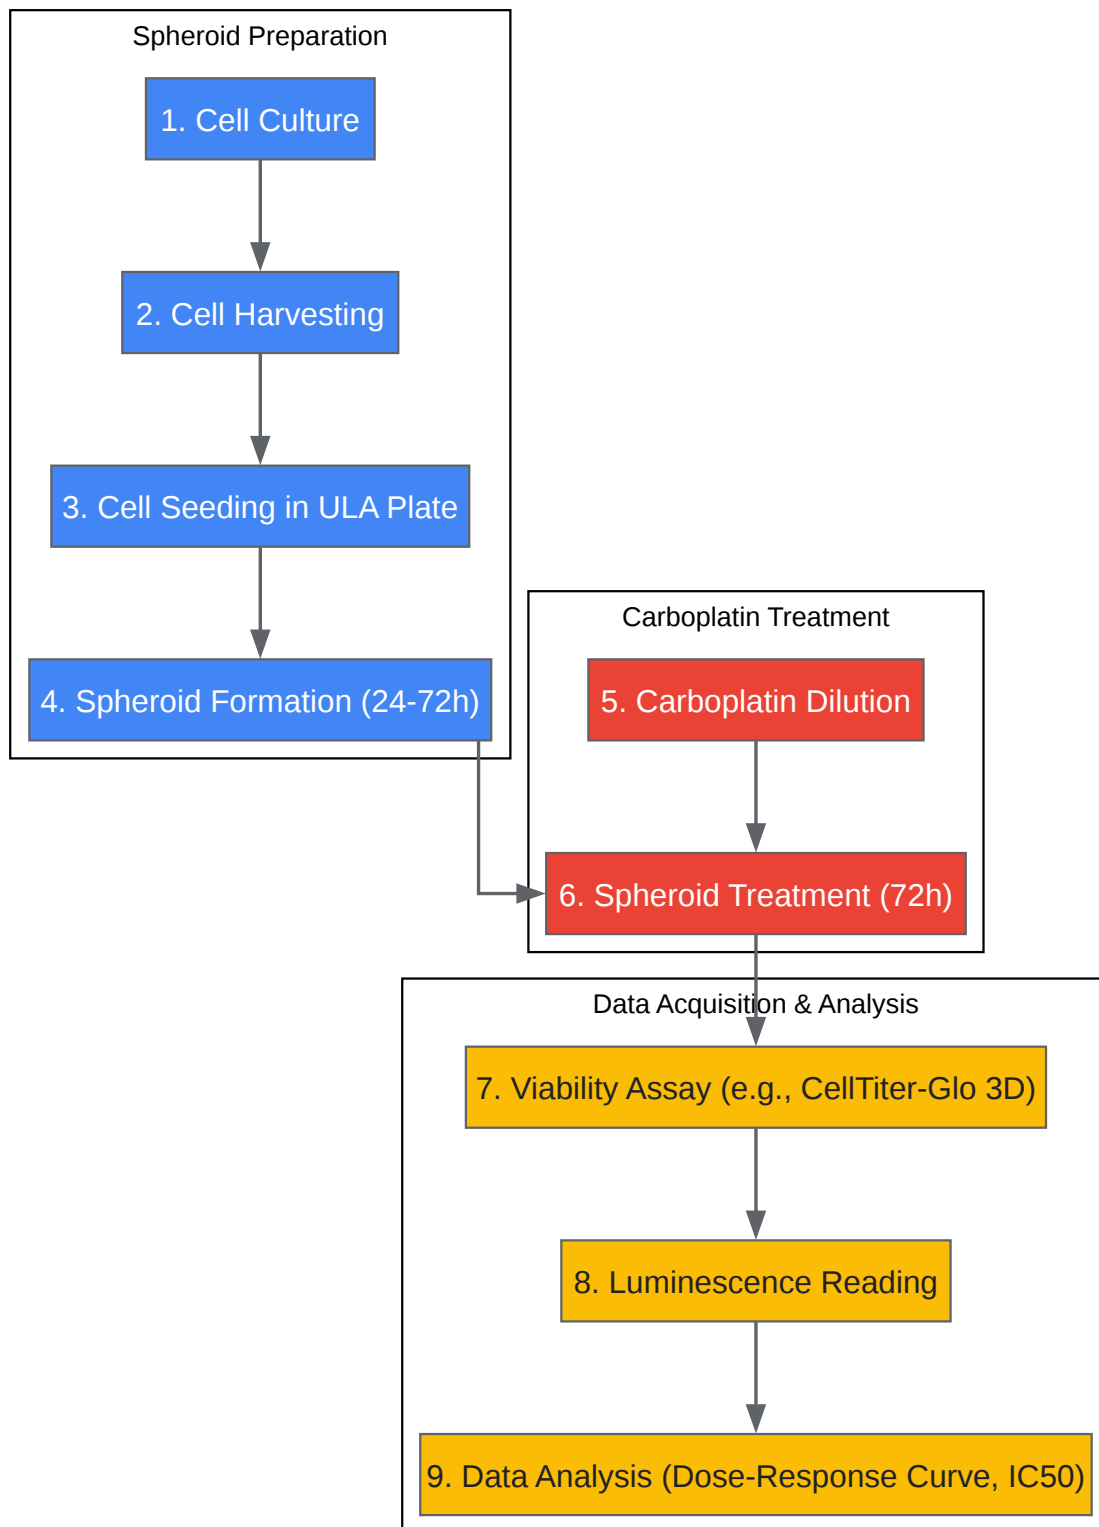 Spheroid Preparation
1. Cell Culture
2. Cell Harvesting
3. Cell Seeding in ULA Plate
4. Spheroid Formation (24-72h)
Carboplatin Treatment
5. Carboplatin Dilution
6. Spheroid Treatment (72h)
Data Acquisition & Analysis
7. Viability Assay (e.g., CellTiter-Glo 3D)
8. Luminescence Reading
9. Data Analysis (Dose-Response Curve, IC50)